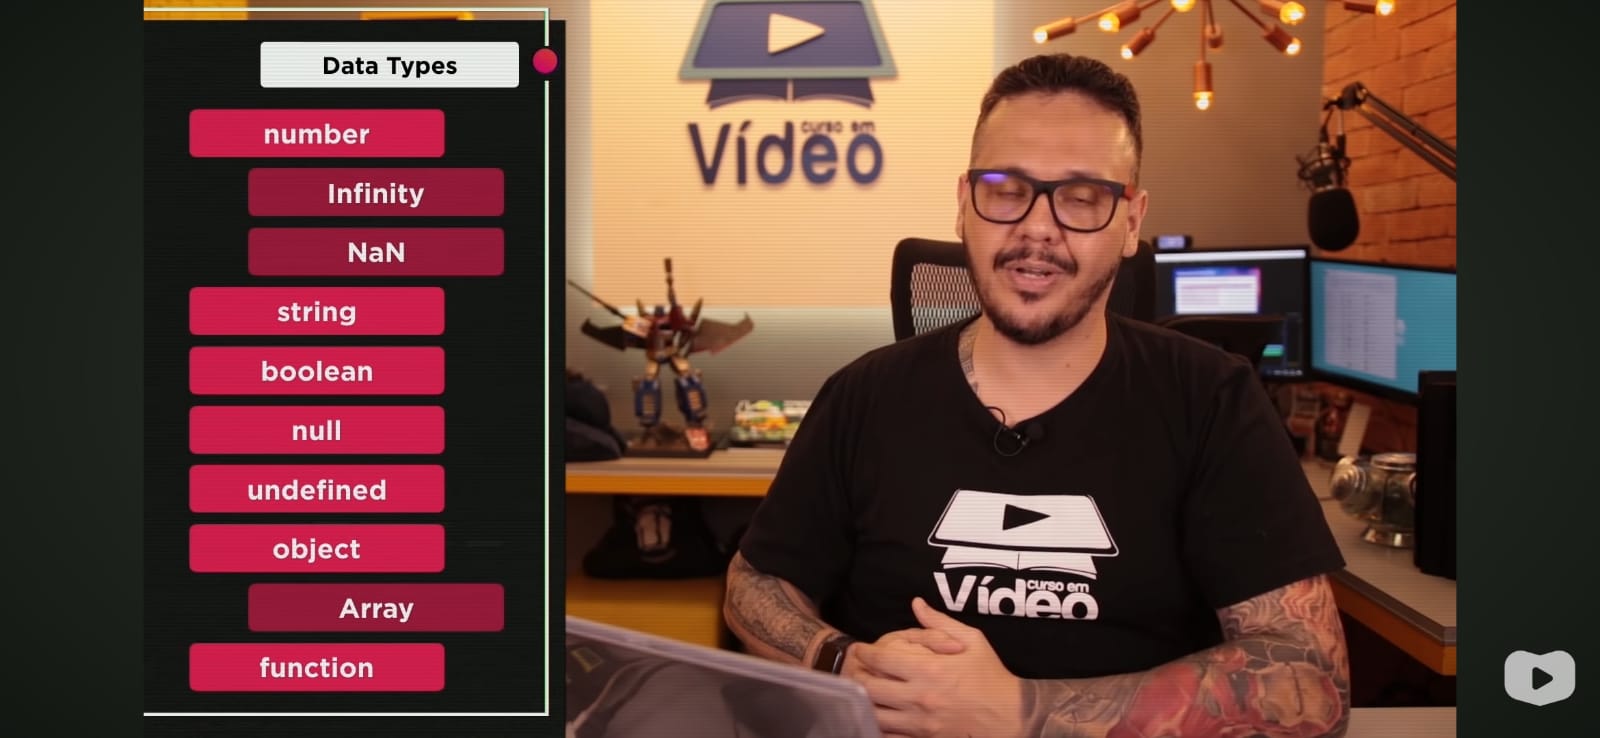 Data Types
number
Infinity
NaN
string
boolean
null
undefined
object
Array
function
curso em
Vídeo
curso em
Vídeo